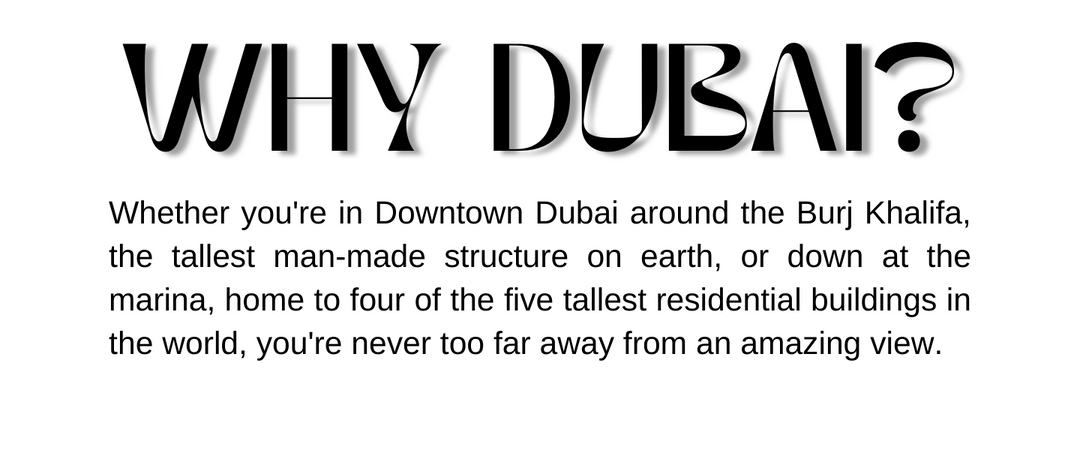 WHY DUBAI?
Whether you're in Downtown Dubai around the Burj Khalifa,
the tallest man-made structure on earth, or down at the
marina, home to four of the five tallest residential buildings in
the world, you're never too far away from an amazing view.